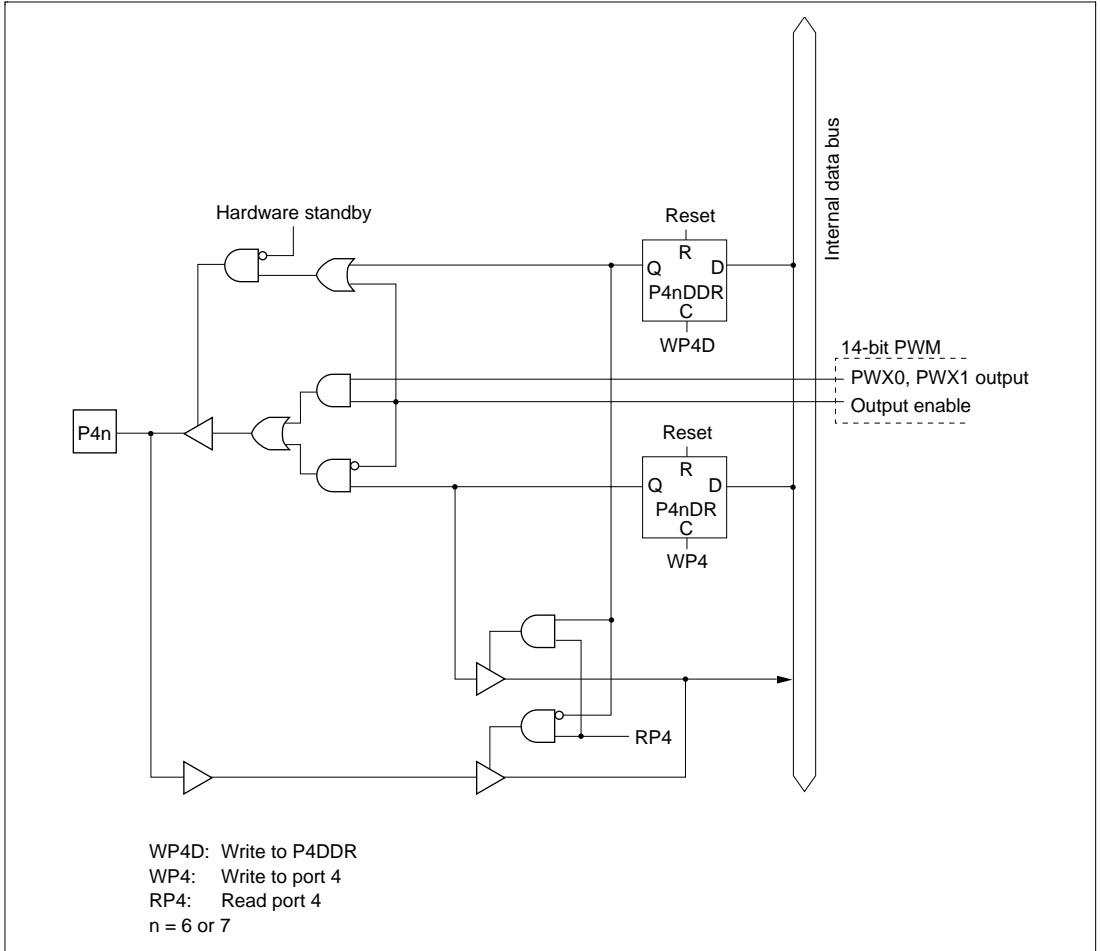 Internal data bus
Hardware standby
Reset
R
Q D
P4nDDR
C
WP4D
14-bit PWM
PWX0, PWX1 output
Output enable
P4n
Reset
R
Q D
P4nDR
C
WP4
RP4
WP4D: Write to P4DDR
WP4: Write to port 4
RP4: Read port 4
n = 6 or 7